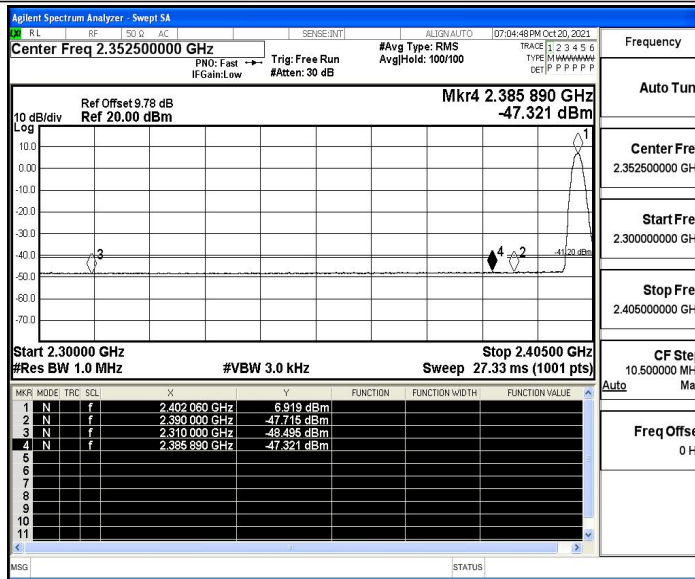 Agilent Spectrum Analyzer - Swept SA
LXI RL RF 50 Ω AC SENSE:INT ALIGNAUTO 07:04:48 PM Oct 20, 2021
Center Freq 2.352500000 GHz
PNO: Fast
IFGain:Low
Trig: Free Run
#Atten: 30 dB
#Avg Type: RMS
Avg|Hold: 100/100
TRACE 1 2 3 4 5 6
TYPE M W W W W W
DET P P P P P P
Ref Offset 9.78 dB
10 dB/div Ref 20.00 dBm
Log
Mkr4 2.385 890 GHz
-47.321 dBm
10.0
0.00
-10.0
-20.0
-30.0
-40.0
-50.0
-60.0
-70.0
1
3
4
2
-41.20 dBm
Start 2.30000 GHz Stop 2.40500 GHz
#Res BW 1.0 MHz #VBW 3.0 kHz Sweep 27.33 ms (1001 pts)
MKR MODE TRC SCL X Y FUNCTION FUNCTION WIDTH FUNCTION VALUE
1 N f 2.402 060 GHz 6.919 dBm
2 N f 2.390 000 GHz -47.715 dBm
3 N f 2.310 000 GHz -48.495 dBm
4 N f 2.385 890 GHz -47.321 dBm
5
6
7
8
9
10
11
MSG STATUS
Frequency
Auto Tun
Center Fre
2.352500000 GH
Start Fre
2.300000000 GH
Stop Fre
2.405000000 GH
CF Ste
10.500000 MH
Auto Ma
Freq Offse
0 H